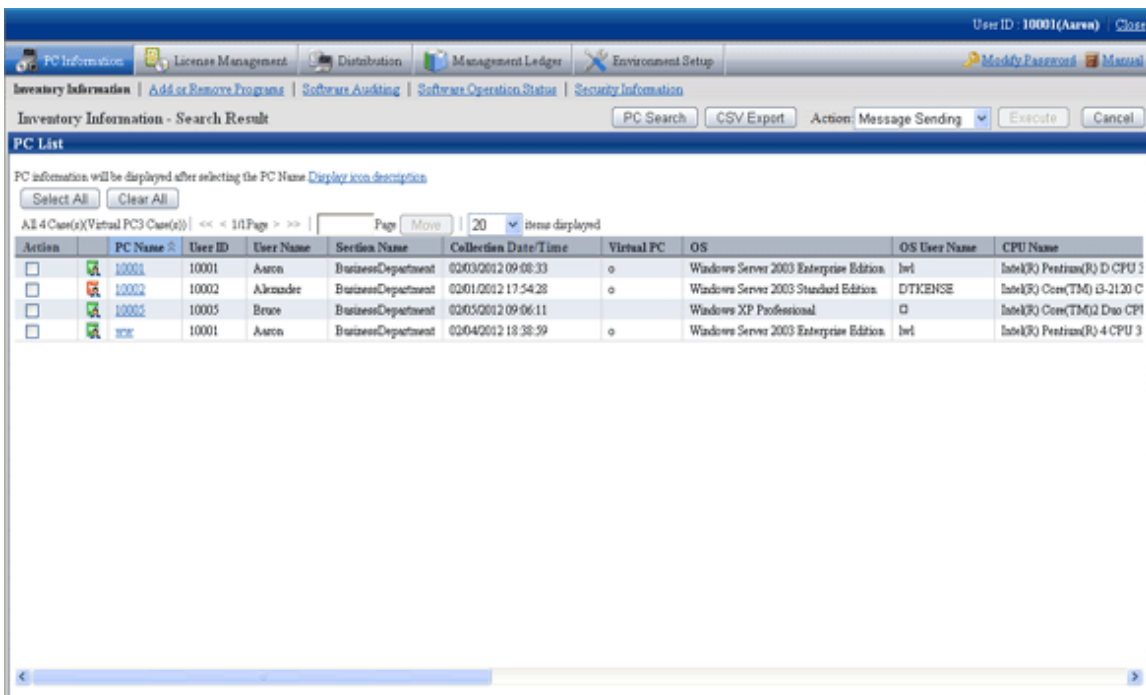 User ID : 10001(Aaron) Close
PC Information License Management Distribution Management Ledger Environment Setup Modify Password Manual
Inventory Information | Add or Remove Programs | Software Auditing | Software Operation Status | Security Information
Inventory Information - Search Result PC Search CSV Export Action: Message Sending Execute Cancel
PC List
PC information will be displayed after selecting the PC Name Display icon description
Select All Clear All
All 4 Case(s)(Virtual PC3 Case(s)) | << < 1/1Page > >> | Page Move | 20 items displayed
Action PC Name User ID User Name Section Name Collection Date/Time Virtual PC OS OS User Name CPU Name
10001 10001 Aaron BusinessDepartment 02/03/2012 09:08:33 o Windows Server 2003 Enterprise Edition lwl Intel(R) Pentium(R) D CPU 3
10002 10002 Alexander BusinessDepartment 02/01/2012 17:54:28 o Windows Server 2003 Standard Edition DTKENSE Intel(R) Core(TM) i3-2120 C
10005 10005 Bruce BusinessDepartment 02/05/2012 09:06:11 Windows XP Professional Intel(R) Core(TM)2 Duo CPU
10001 Aaron BusinessDepartment 02/04/2012 18:38:59 o Windows Server 2003 Enterprise Edition lwl Intel(R) Pentium(R) 4 CPU 3